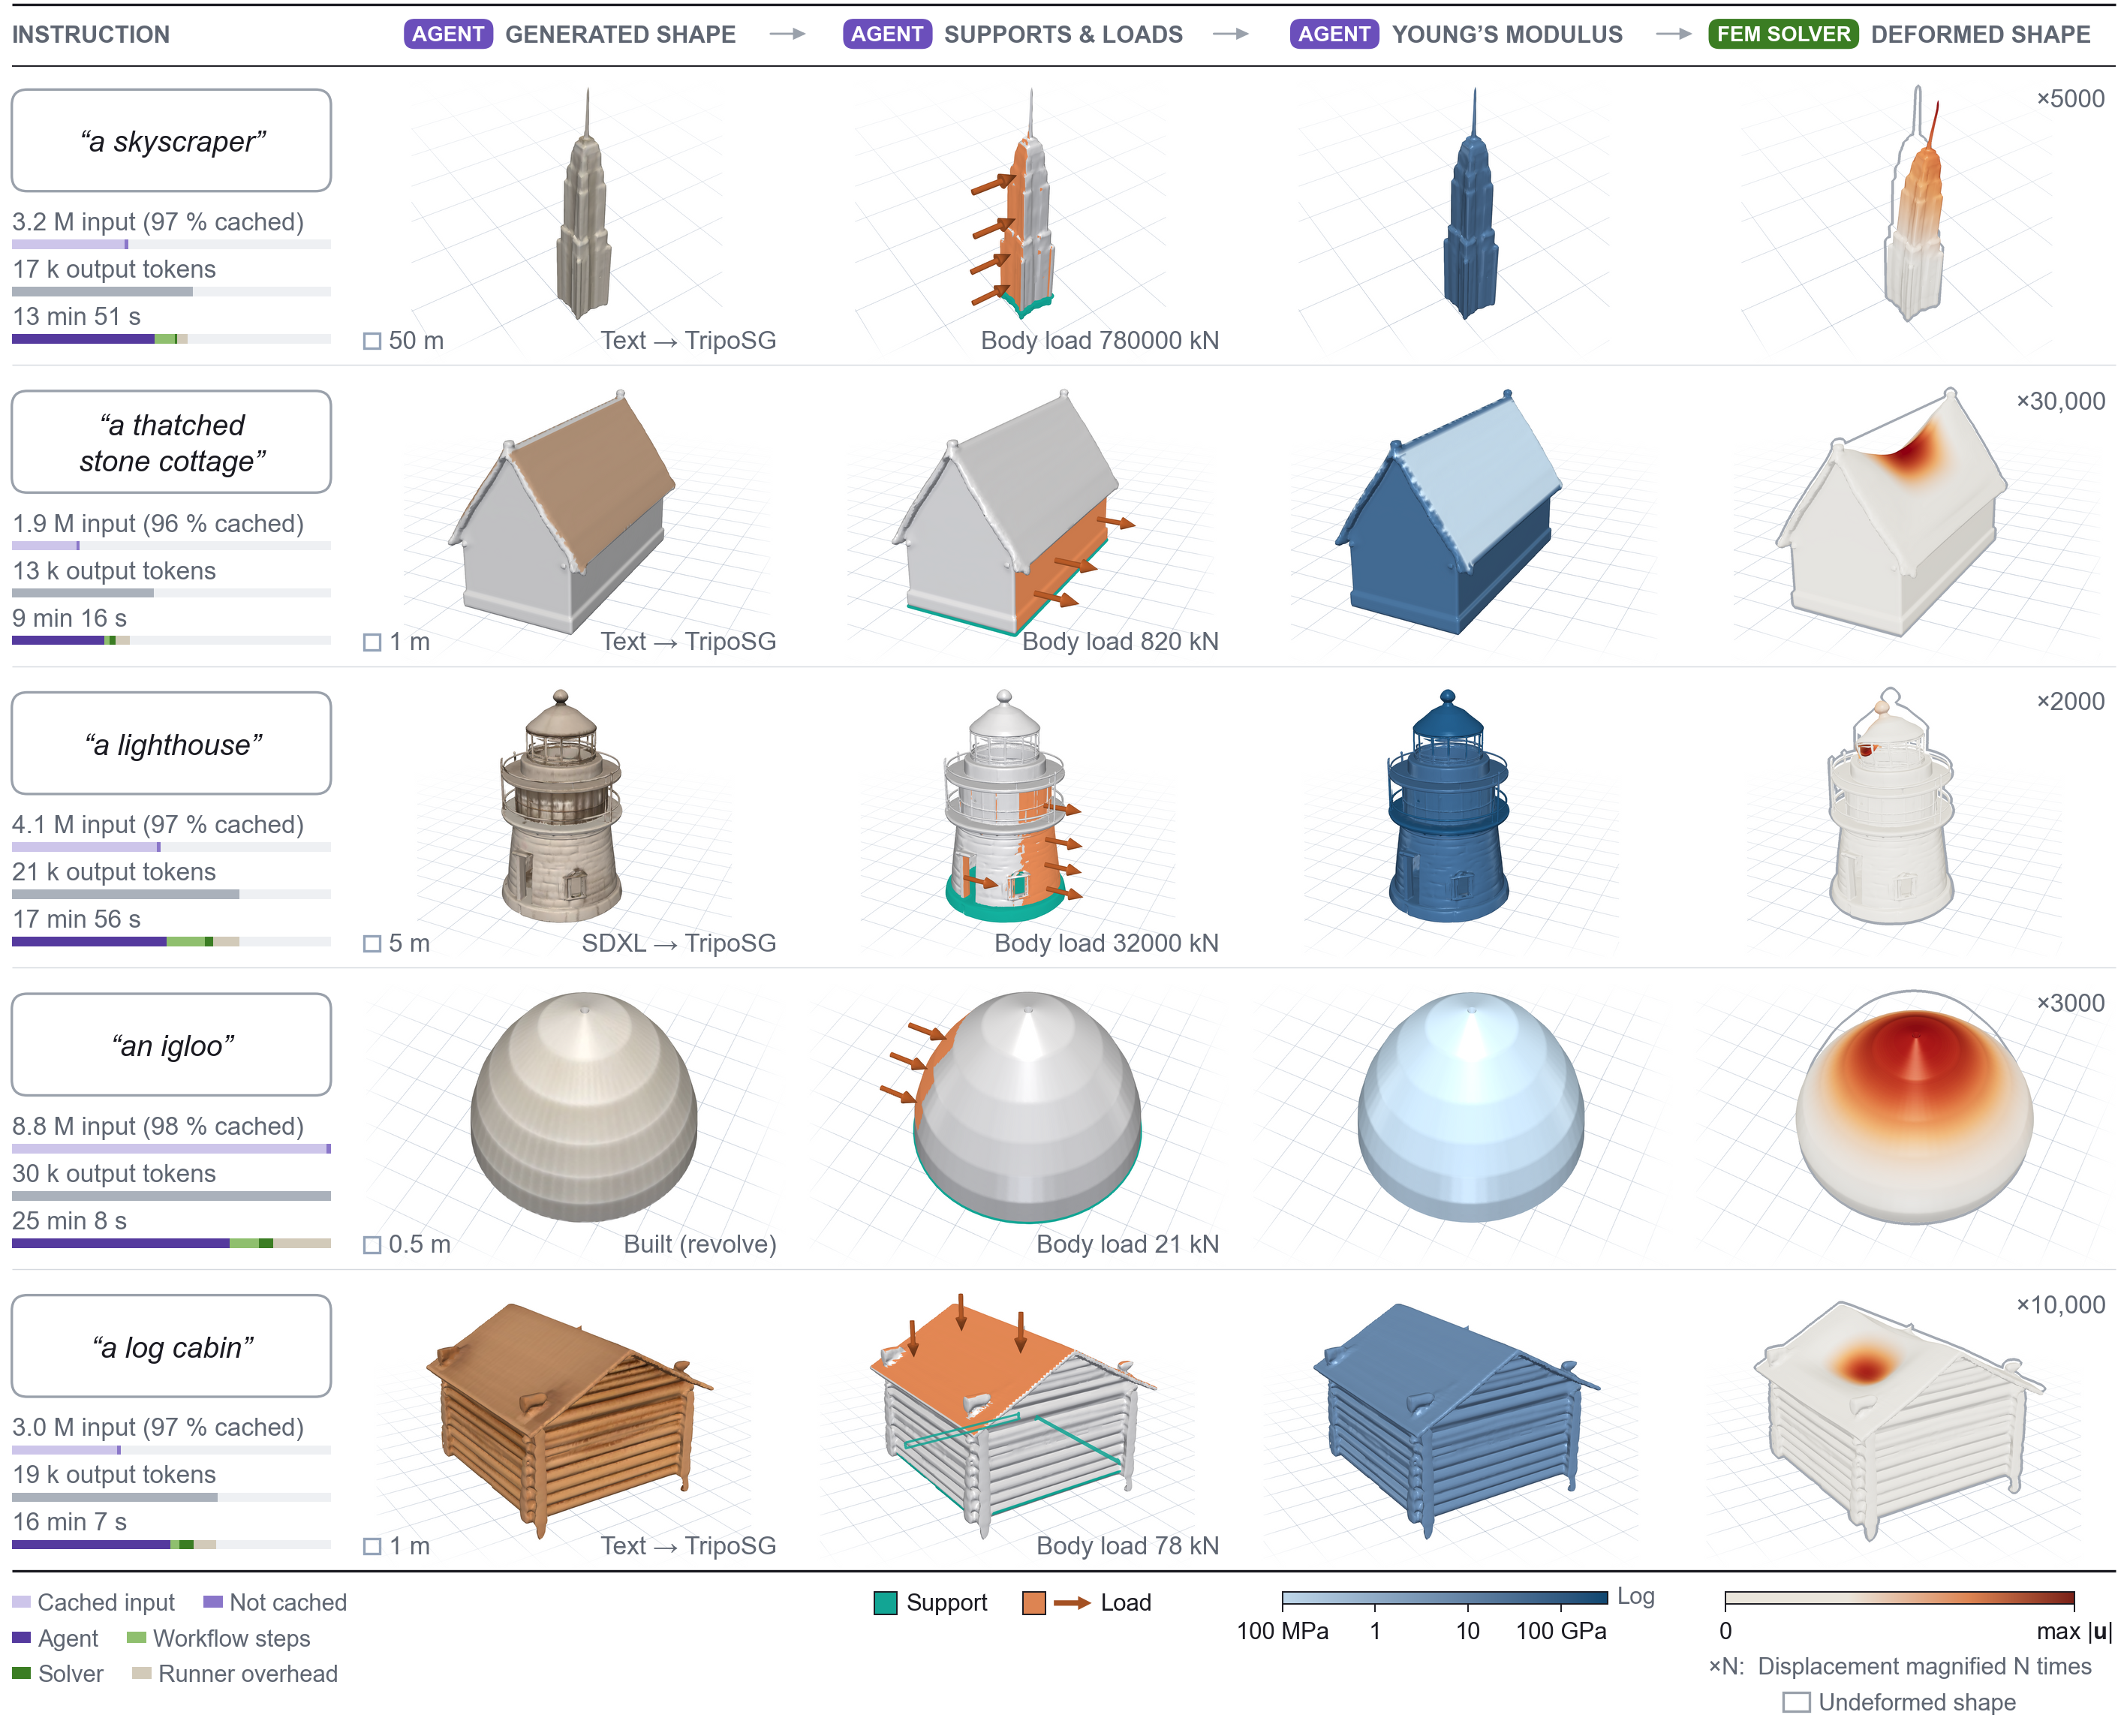 INSTRUCTION
AGENT GENERATED SHAPE →
AGENT SUPPORTS & LOADS →
AGENT YOUNG’S MODULUS →
FEM SOLVER DEFORMED SHAPE
“a skyscraper”
3.2 M input (97 % cached)
17 k output tokens
13 min 51 s
50 m
Text → TripoSG
Body load 780000 kN
×5000
“a thatched
stone cottage”
1.9 M input (96 % cached)
13 k output tokens
9 min 16 s
1 m
Text → TripoSG
Body load 820 kN
×30,000
“a lighthouse”
4.1 M input (97 % cached)
21 k output tokens
17 min 56 s
5 m
SDXL → TripoSG
Body load 32000 kN
×2000
“an igloo”
8.8 M input (98 % cached)
30 k output tokens
25 min 8 s
0.5 m
Built (revolve)
Body load 21 kN
×3000
“a log cabin”
3.0 M input (97 % cached)
19 k output tokens
16 min 7 s
1 m
Text → TripoSG
Body load 78 kN
×10,000
Cached input Not cached
Agent Workflow steps
Solver Runner overhead
Support Load
Log
100 MPa 1 10 100 GPa
0 max |u|
×N: Displacement magnified N times
Undeformed shape